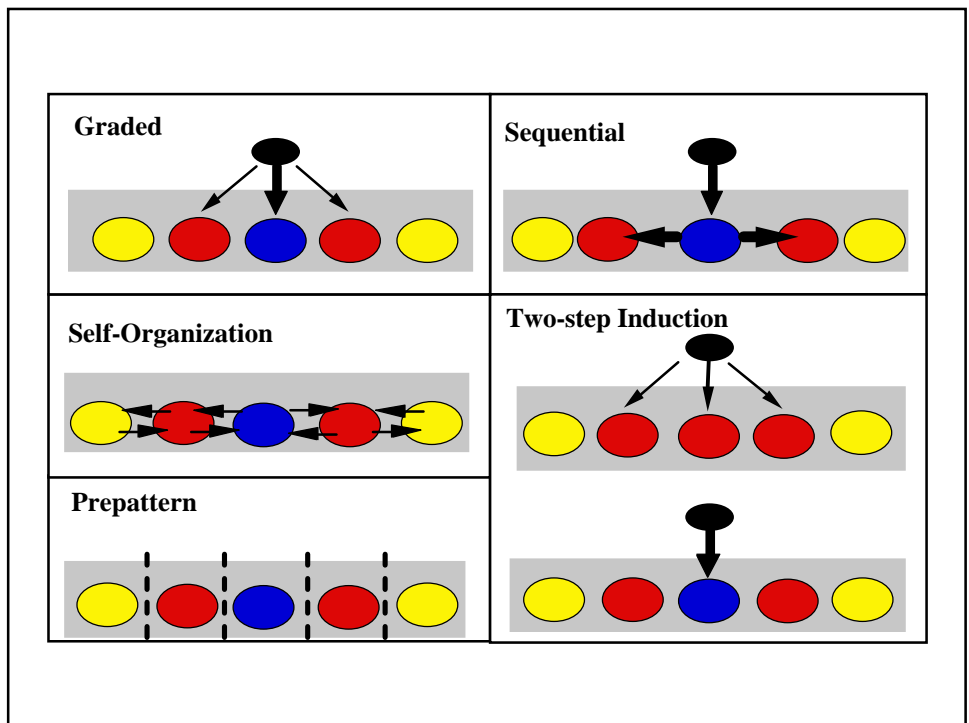 Graded
Sequential
Self-Organization
Two-step Induction
Prepattern